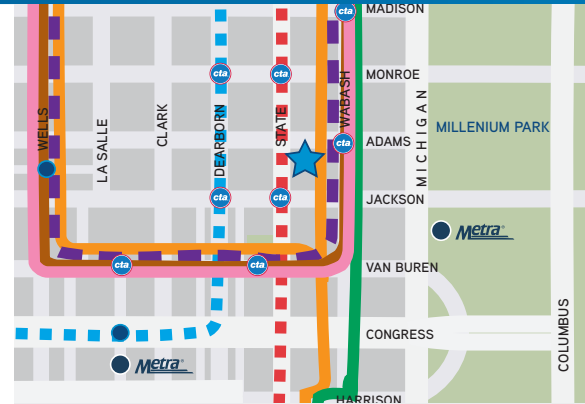 MADISON
cta
cta
cta
MONROE
WELLS
LA SALLE
CLARK
DEARBORN
STATE
WABASH
MICHIGAN
MILLENIUM PARK
cta
ADAMS
cta
cta
JACKSON
Metra®
cta
cta
VAN BUREN
CONGRESS
COLUMBUS
Metra®
HARRISON